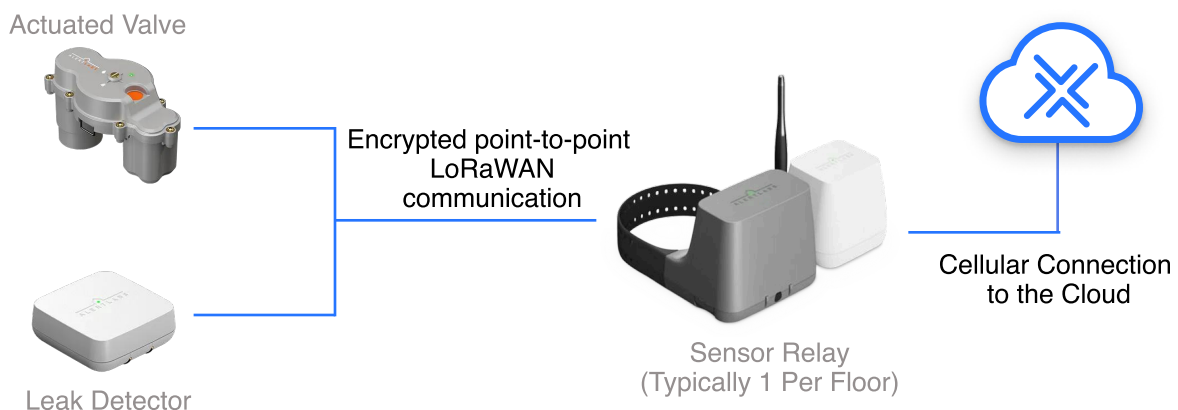 Actuated Valve
Encrypted point-to-point
LoRaWAN
communication
Cellular Connection
to the Cloud
Sensor Relay
(Typically 1 Per Floor)
Leak Detector